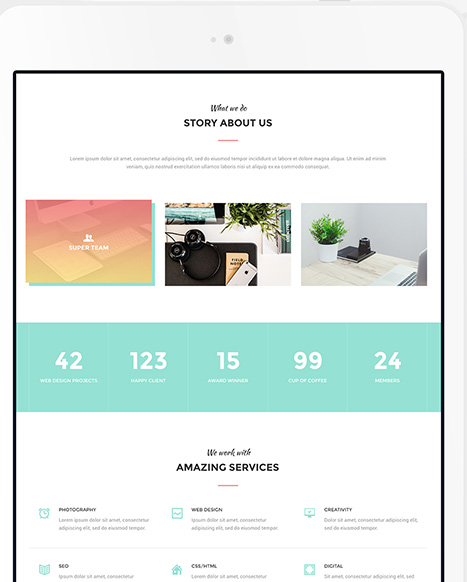 What we do
STORY ABOUT US
Lorem ipsum dolor sit amet, consectetur adipiscing elit, sed do eiusmod tempor incididunt ut labore et dolore magna aliqua. Ut enim ad minim
veniam, quis nostrud exercitation ullamco laboris nisi ut aliquip ex ea commodo consequat.
SUPER TEAM
FIELD NOTES
42
WEB DESIGN PROJECTS
123
HAPPY CLIENT
15
AWARD WINNER
99
CUP OF COFFEE
24
MEMBERS
We work with
AMAZING SERVICES
PHOTOGRAPHY
Lorem ipsum dolor sit amet, consectetur
sed do eiusmod tempor.
WEB DESIGN
Lorem ipsum dolor sit amet,
sed do eiusmod tempor.
CREATIVITY
Dolor sit amet, consectetur adipiscing elit,
sed eiusmod tempor.
SEO
Lorem ipsum dolor sit amet, consectetur
CSS/HTML
Lorem ipsum dolor sit amet, consectetur
DIGITAL
Dolor sit amet, consectetur adipiscing elit,